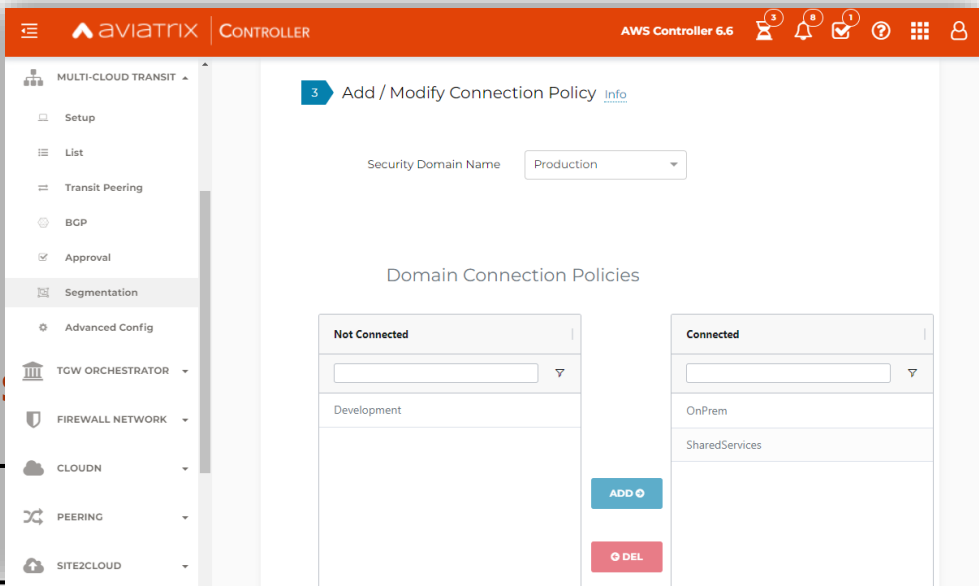 aviatrix CONTROLLER
AWS Controller 6.6
3
8
1
MULTI-CLOUD TRANSIT
Setup
List
Transit Peering
BGP
Approval
Segmentation
Advanced Config
TGW ORCHESTRATOR
FIREWALL NETWORK
CLOUDN
PEERING
SITE2CLOUD
3 Add / Modify Connection Policy Info
Security Domain Name Production
Domain Connection Policies
Not Connected
Development
ADD
DEL
Connected
OnPrem
SharedServices